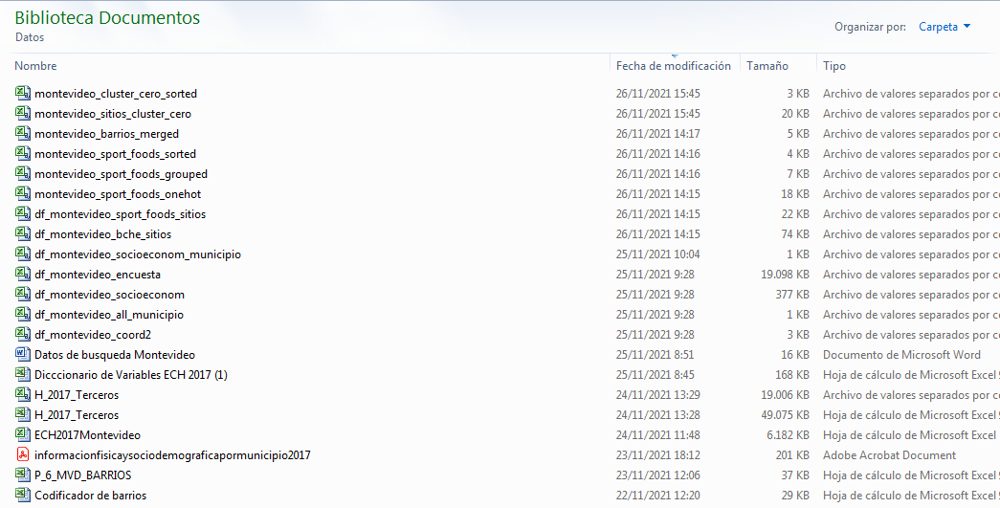 Biblioteca Documentos
Datos
Organizar por: Carpeta
Nombre Fecha de modificación Tamaño Tipo
montevideo_cluster_cero_sorted 26/11/2021 15:45 3 KB Archivo de valores separados por c
montevideo_sitios_cluster_cero 26/11/2021 15:45 20 KB Archivo de valores separados por c
montevideo_barrios_merged 26/11/2021 14:17 5 KB Archivo de valores separados por c
montevideo_sport_foods_sorted 26/11/2021 14:16 4 KB Archivo de valores separados por c
montevideo_sport_foods_grouped 26/11/2021 14:16 7 KB Archivo de valores separados por c
montevideo_sport_foods_onehot 26/11/2021 14:15 18 KB Archivo de valores separados por c
df_montevideo_sport_foods_sitios 26/11/2021 14:15 22 KB Archivo de valores separados por c
df_montevideo_bche_sitios 26/11/2021 14:15 74 KB Archivo de valores separados por c
df_montevideo_socioeconom_municipio 25/11/2021 10:04 1 KB Archivo de valores separados por c
df_montevideo_encuesta 25/11/2021 9:28 19.098 KB Archivo de valores separados por c
df_montevideo_socioeconom 25/11/2021 9:28 377 KB Archivo de valores separados por c
df_montevideo_all_municipio 25/11/2021 9:28 1 KB Archivo de valores separados por c
df_montevideo_coord2 25/11/2021 9:28 3 KB Archivo de valores separados por c
Datos de busqueda Montevideo 25/11/2021 8:51 16 KB Documento de Microsoft Word
Dicccionario de Variables ECH 2017 (1) 25/11/2021 8:45 168 KB Hoja de cálculo de Microsoft Excel 9
H_2017_Terceros 24/11/2021 13:29 19.006 KB Archivo de valores separados por c
H_2017_Terceros 24/11/2021 13:28 49.075 KB Hoja de cálculo de Microsoft Excel 9
ECH2017Montevideo 24/11/2021 11:48 6.182 KB Hoja de cálculo de Microsoft Excel 9
informacionfisicaysociodemograficapormunicipio2017 23/11/2021 18:12 201 KB Adobe Acrobat Document
P_6_MVD_BARRIOS 23/11/2021 12:06 37 KB Hoja de cálculo de Microsoft Excel 9
Codificador de barrios 22/11/2021 12:20 29 KB Hoja de cálculo de Microsoft Excel 9